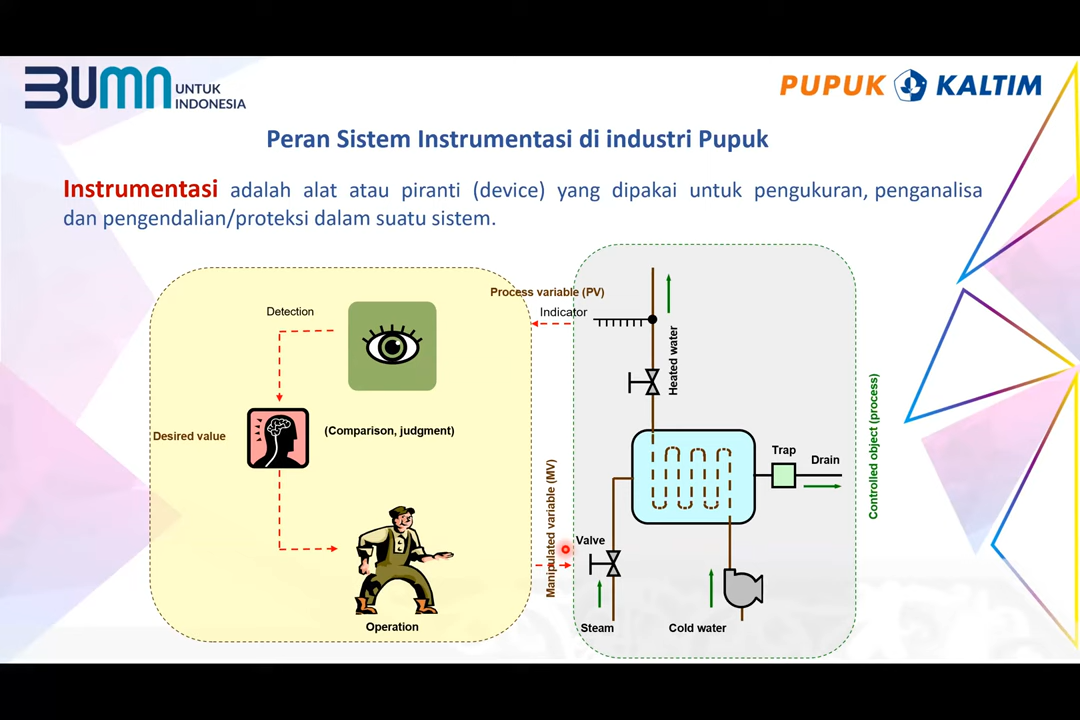 BUMN UNTUK
INDONESIA
PUPUK KALTIM
Peran Sistem Instrumentasi di industri Pupuk
Instrumentasi adalah alat atau piranti (device) yang dipakai untuk pengukuran, penganalisa
dan pengendalian/proteksi dalam suatu sistem.
Process variable (PV)
Detection
Indicator
Heated water
Desired value
(Comparison, judgment)
Trap
Drain
Controlled object (process)
Manipulated variable (MV)
Valve
Operation
Steam
Cold water